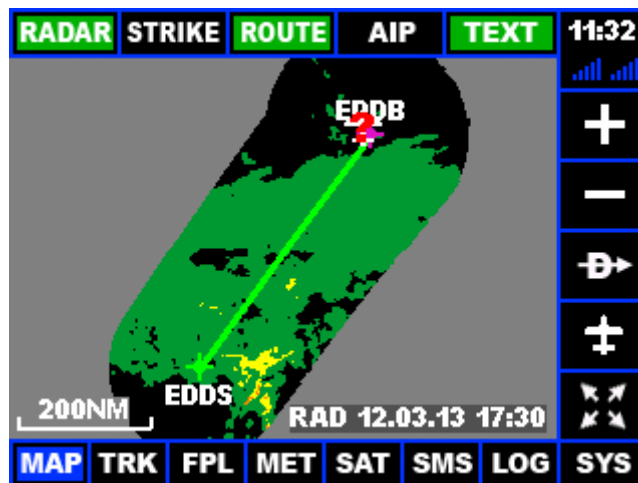 RADAR STRIKE ROUTE AIP TEXT 11:32
EDDB
?
EDDS
200NM
RAD 12.03.13 17:30
MAP TRK FPL MET SAT SMS LOG SYS